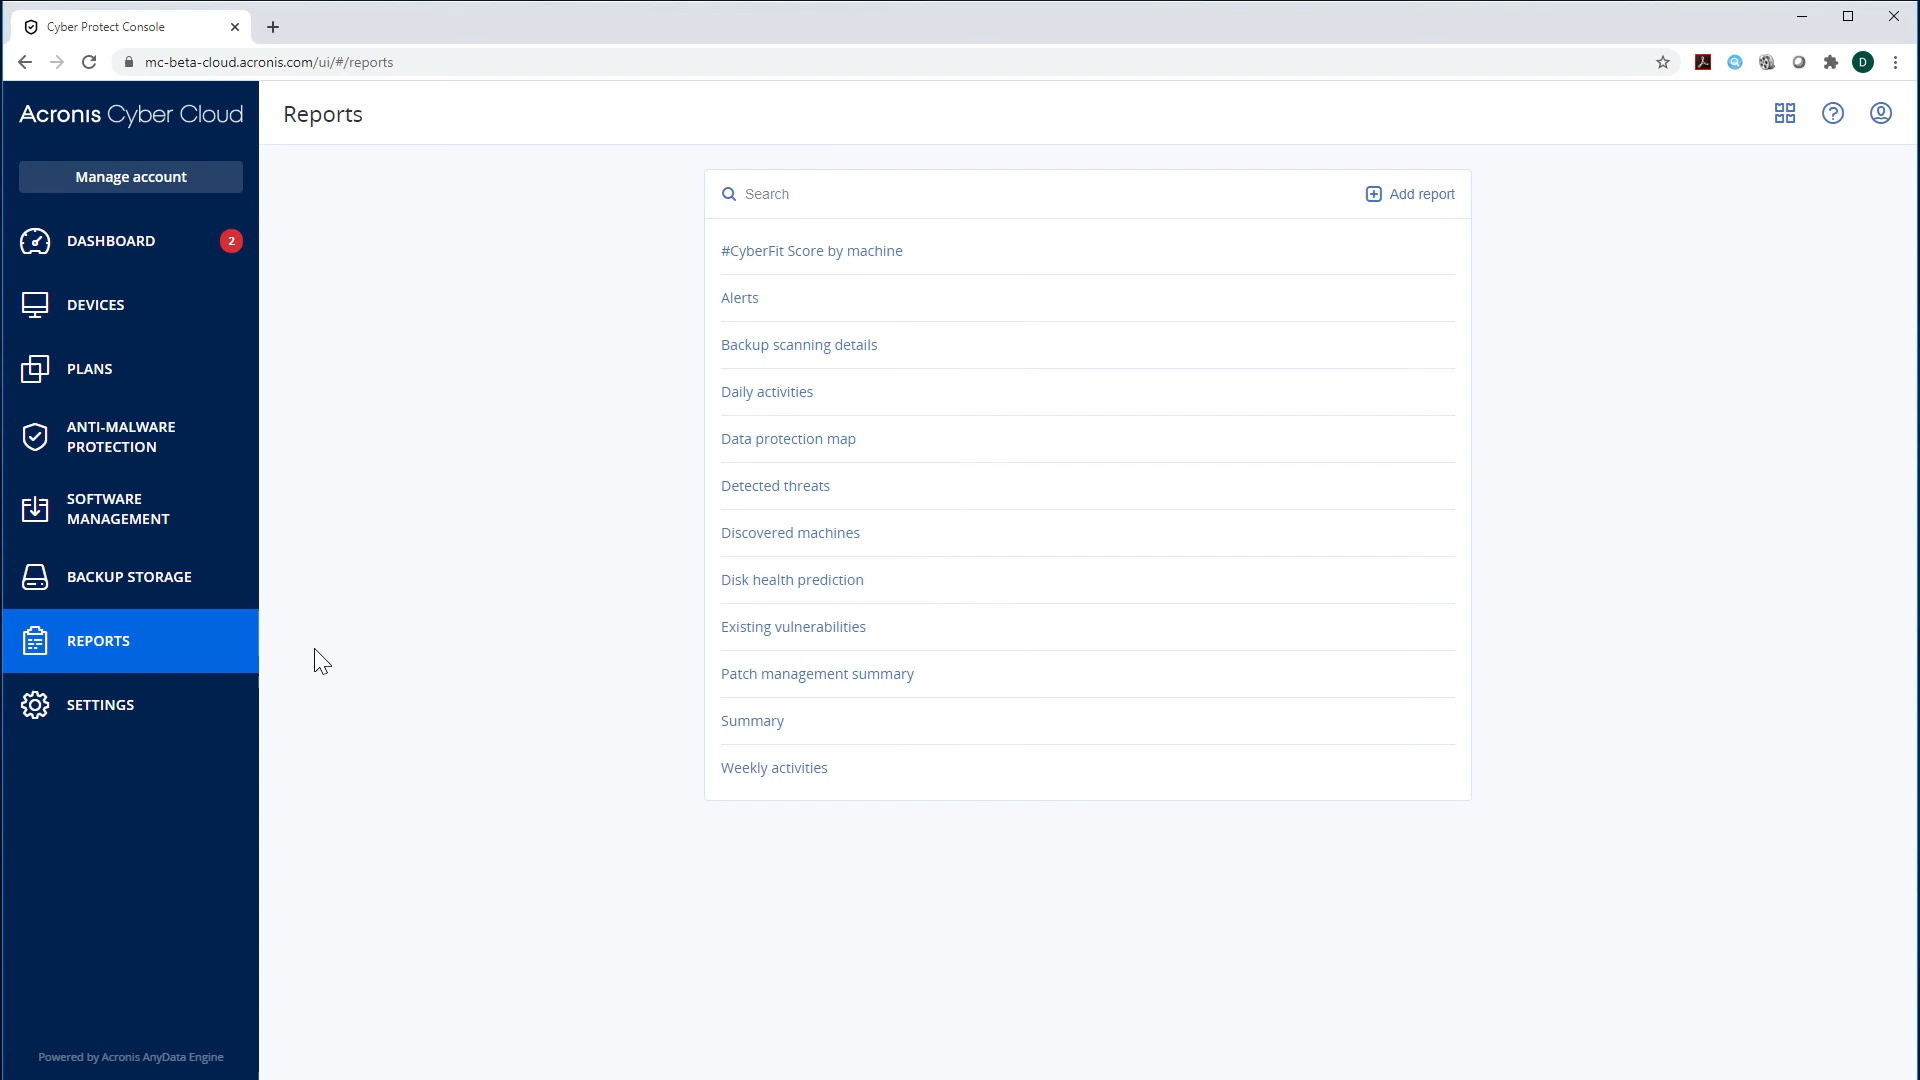 Cyber Protect Console
mc-beta-cloud.acronis.com/ui/#/reports
D
Acronis Cyber Cloud
Manage account
DASHBOARD
2
DEVICES
PLANS
ANTI-MALWARE
PROTECTION
SOFTWARE
MANAGEMENT
BACKUP STORAGE
REPORTS
SETTINGS
Powered by Acronis AnyData Engine
Reports
Search
Add report
#CyberFit Score by machine
Alerts
Backup scanning details
Daily activities
Data protection map
Detected threats
Discovered machines
Disk health prediction
Existing vulnerabilities
Patch management summary
Summary
Weekly activities